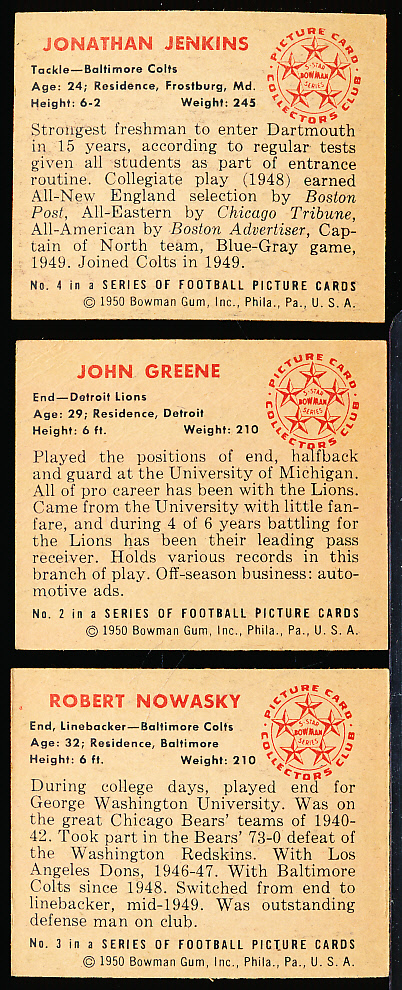 JONATHAN JENKINS
Tackle—Baltimore Colts
Age: 24; Residence, Frostburg, Md.
Height: 6-2 Weight: 245
PICTURE CARD
5-STAR
BOWMAN
SERIES
COLLECTORS CLUB
Strongest freshman to enter Dartmouth
in 15 years, according to regular tests
given all students as part of entrance
routine. Collegiate play (1948) earned
All-New England selection by Boston
Post, All-Eastern by Chicago Tribune,
All-American by Boston Advertiser, Cap-
tain of North team, Blue-Gray game,
1949. Joined Colts in 1949.
No. 4 in a SERIES OF FOOTBALL PICTURE CARDS
© 1950 Bowman Gum, Inc., Phila., Pa., U. S. A.
JOHN GREENE
End—Detroit Lions
Age: 29; Residence, Detroit
Height: 6 ft. Weight: 210
PICTURE CARD
5-STAR
BOWMAN
SERIES
COLLECTORS CLUB
Played the positions of end, halfback
and guard at the University of Michigan.
All of pro career has been with the Lions.
Came from the University with little fan-
fare, and during 4 of 6 years battling for
the Lions has been their leading pass
receiver. Holds various records in this
branch of play. Off-season business: auto-
motive ads.
No. 2 in a SERIES OF FOOTBALL PICTURE CARDS
© 1950 Bowman Gum, Inc., Phila., Pa., U. S. A.
ROBERT NOWASKY
End, Linebacker—Baltimore Colts
Age: 32; Residence, Baltimore
Height: 6 ft. Weight: 210
PICTURE CARD
5-STAR
BOWMAN
SERIES
COLLECTORS CLUB
During college days, played end for
George Washington University. Was on
the great Chicago Bears' teams of 1940-
42. Took part in the Bears' 73-0 defeat of
the Washington Redskins. With Los
Angeles Dons, 1946-47. With Baltimore
Colts since 1948. Switched from end to
linebacker, mid-1949. Was outstanding
defense man on club.
No. 3 in a SERIES OF FOOTBALL PICTURE CARDS
© 1950 Bowman Gum, Inc., Phila., Pa., U. S. A.